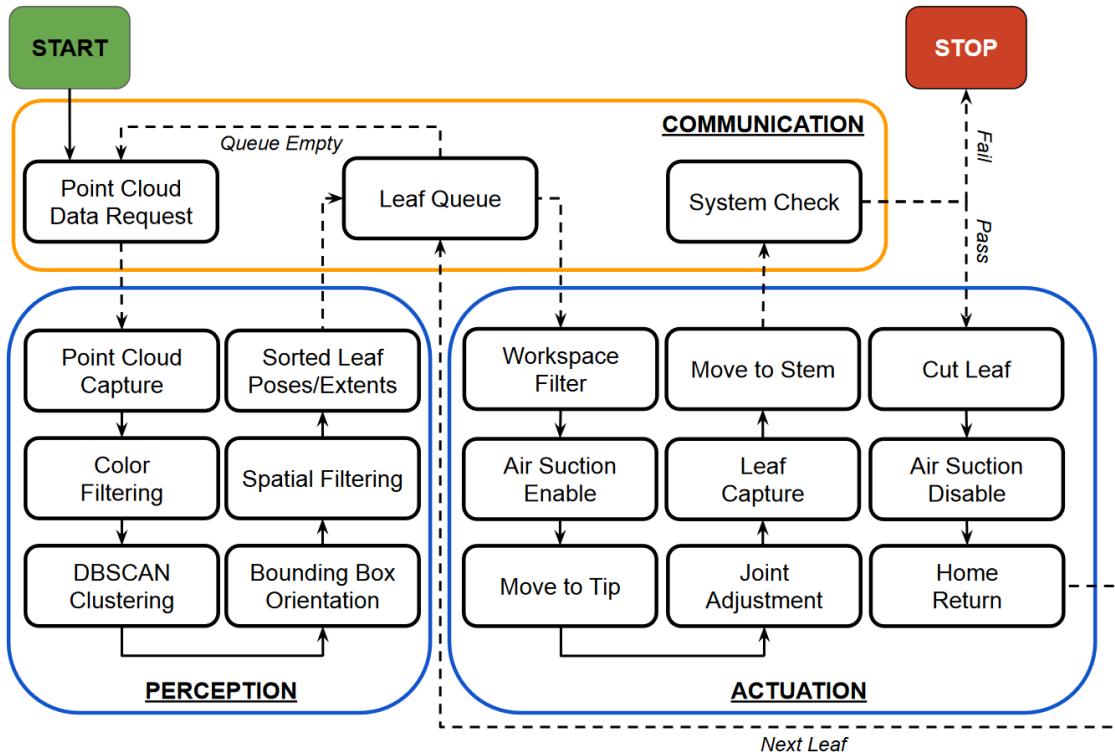 START
STOP
COMMUNICATION
Queue Empty
Point Cloud
Data Request
Leaf Queue
System Check
Fail
Pass
Point Cloud
Capture
Sorted Leaf
Poses/Extents
Color
Filtering
Spatial Filtering
DBSCAN
Clustering
Bounding Box
Orientation
PERCEPTION
Workspace
Filter
Move to Stem
Cut Leaf
Air Suction
Enable
Leaf
Capture
Air Suction
Disable
Move to Tip
Joint
Adjustment
Home
Return
ACTUATION
Next Leaf